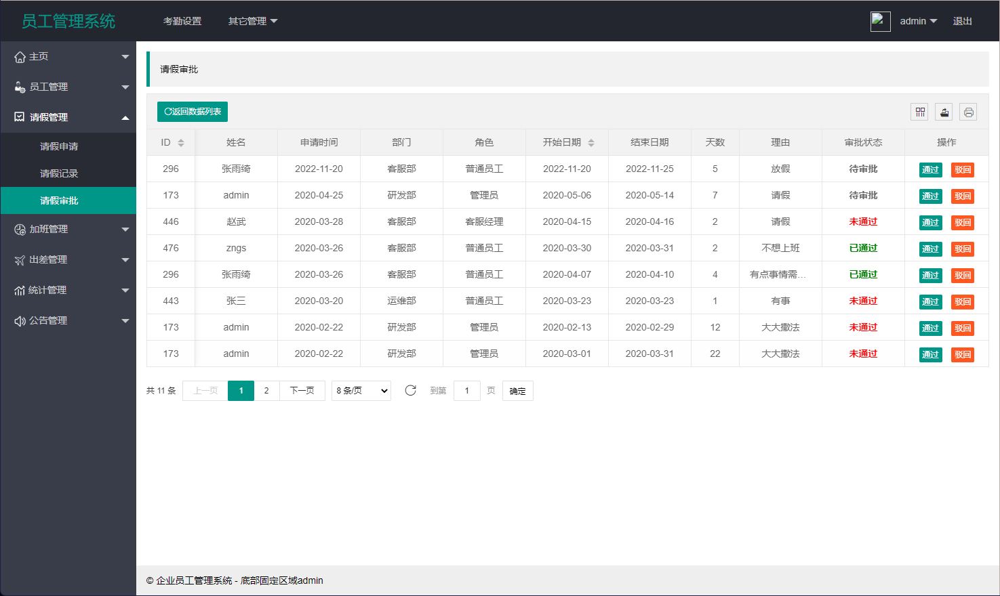 员工管理系统 考勤设置 其它管理 admin 退出
主页
员工管理
请假管理
请假申请
请假记录
请假审批
加班管理
出差管理
统计管理
公告管理
请假审批
返回数据列表
ID 姓名 申请时间 部门 角色 开始日期 结束日期 天数 理由 审批状态 操作
296 张雨绮 2022-11-20 客服部 普通员工 2022-11-20 2022-11-25 5 放假 待审批 通过 驳回
173 admin 2020-04-25 研发部 管理员 2020-05-06 2020-05-14 7 请假 待审批 通过 驳回
446 赵武 2020-03-28 客服部 客服经理 2020-04-15 2020-04-16 2 请假 未通过 通过 驳回
476 zngs 2020-03-26 客服部 普通员工 2020-03-30 2020-03-31 2 不想上班 已通过 通过 驳回
296 张雨绮 2020-03-26 客服部 普通员工 2020-04-07 2020-04-10 4 有点事情需... 已通过 通过 驳回
443 张三 2020-03-20 运维部 普通员工 2020-03-23 2020-03-23 1 有事 未通过 通过 驳回
173 admin 2020-02-22 研发部 管理员 2020-02-13 2020-02-29 12 大大撒法 未通过 通过 驳回
173 admin 2020-02-22 研发部 管理员 2020-03-01 2020-03-31 22 大大撒法 未通过 通过 驳回
共 11 条 上一页 1 2 下一页 8 条/页 到第 1 页 确定
© 企业员工管理系统 - 底部固定区域admin